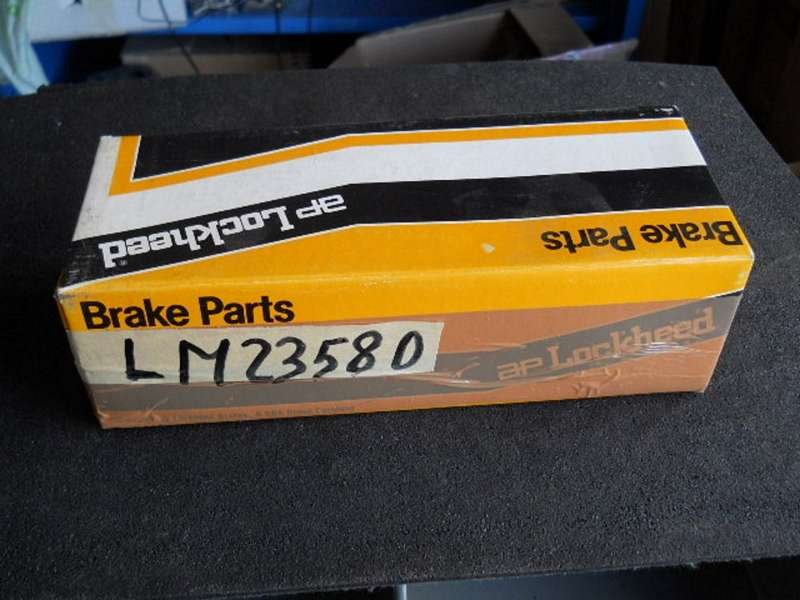 ap Lockheed®
Brake Parts
Brake Parts
LM23580
ap Lockheed